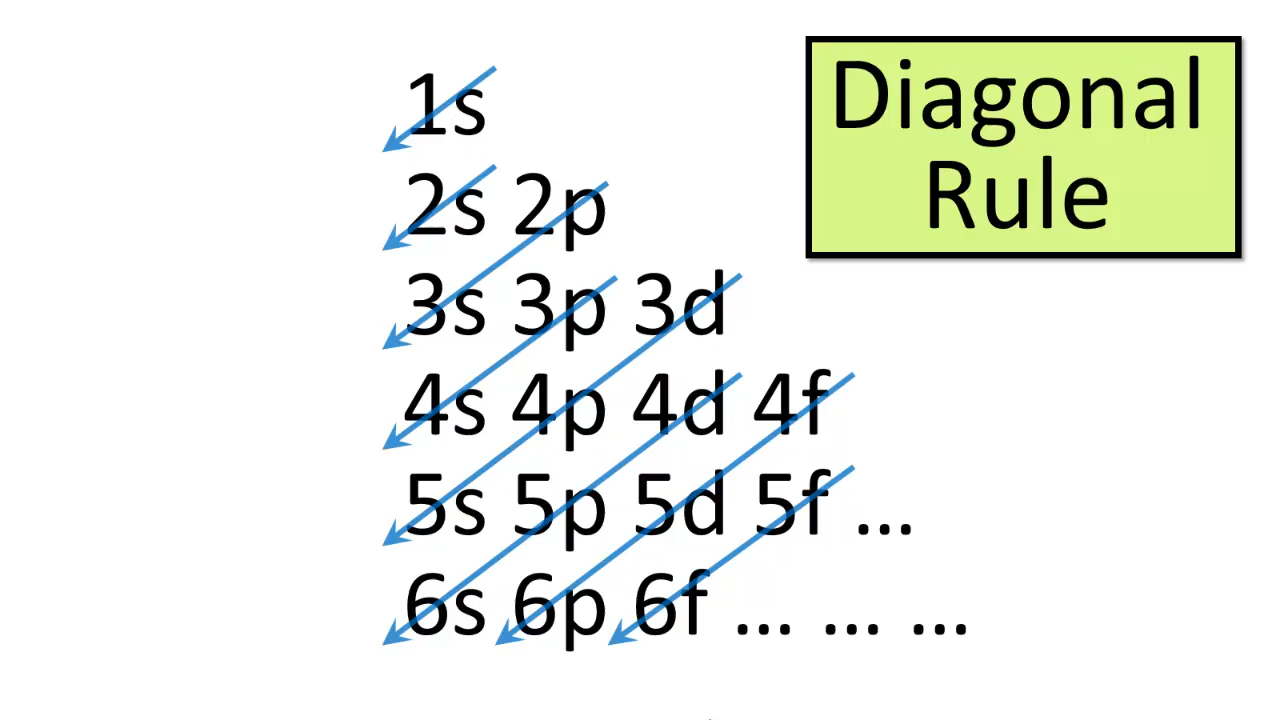 Diagonal
Rule
1s
2s 2p
3s 3p 3d
4s 4p 4d 4f
5s 5p 5d 5f ...
6s 6p 6f ... ... ...